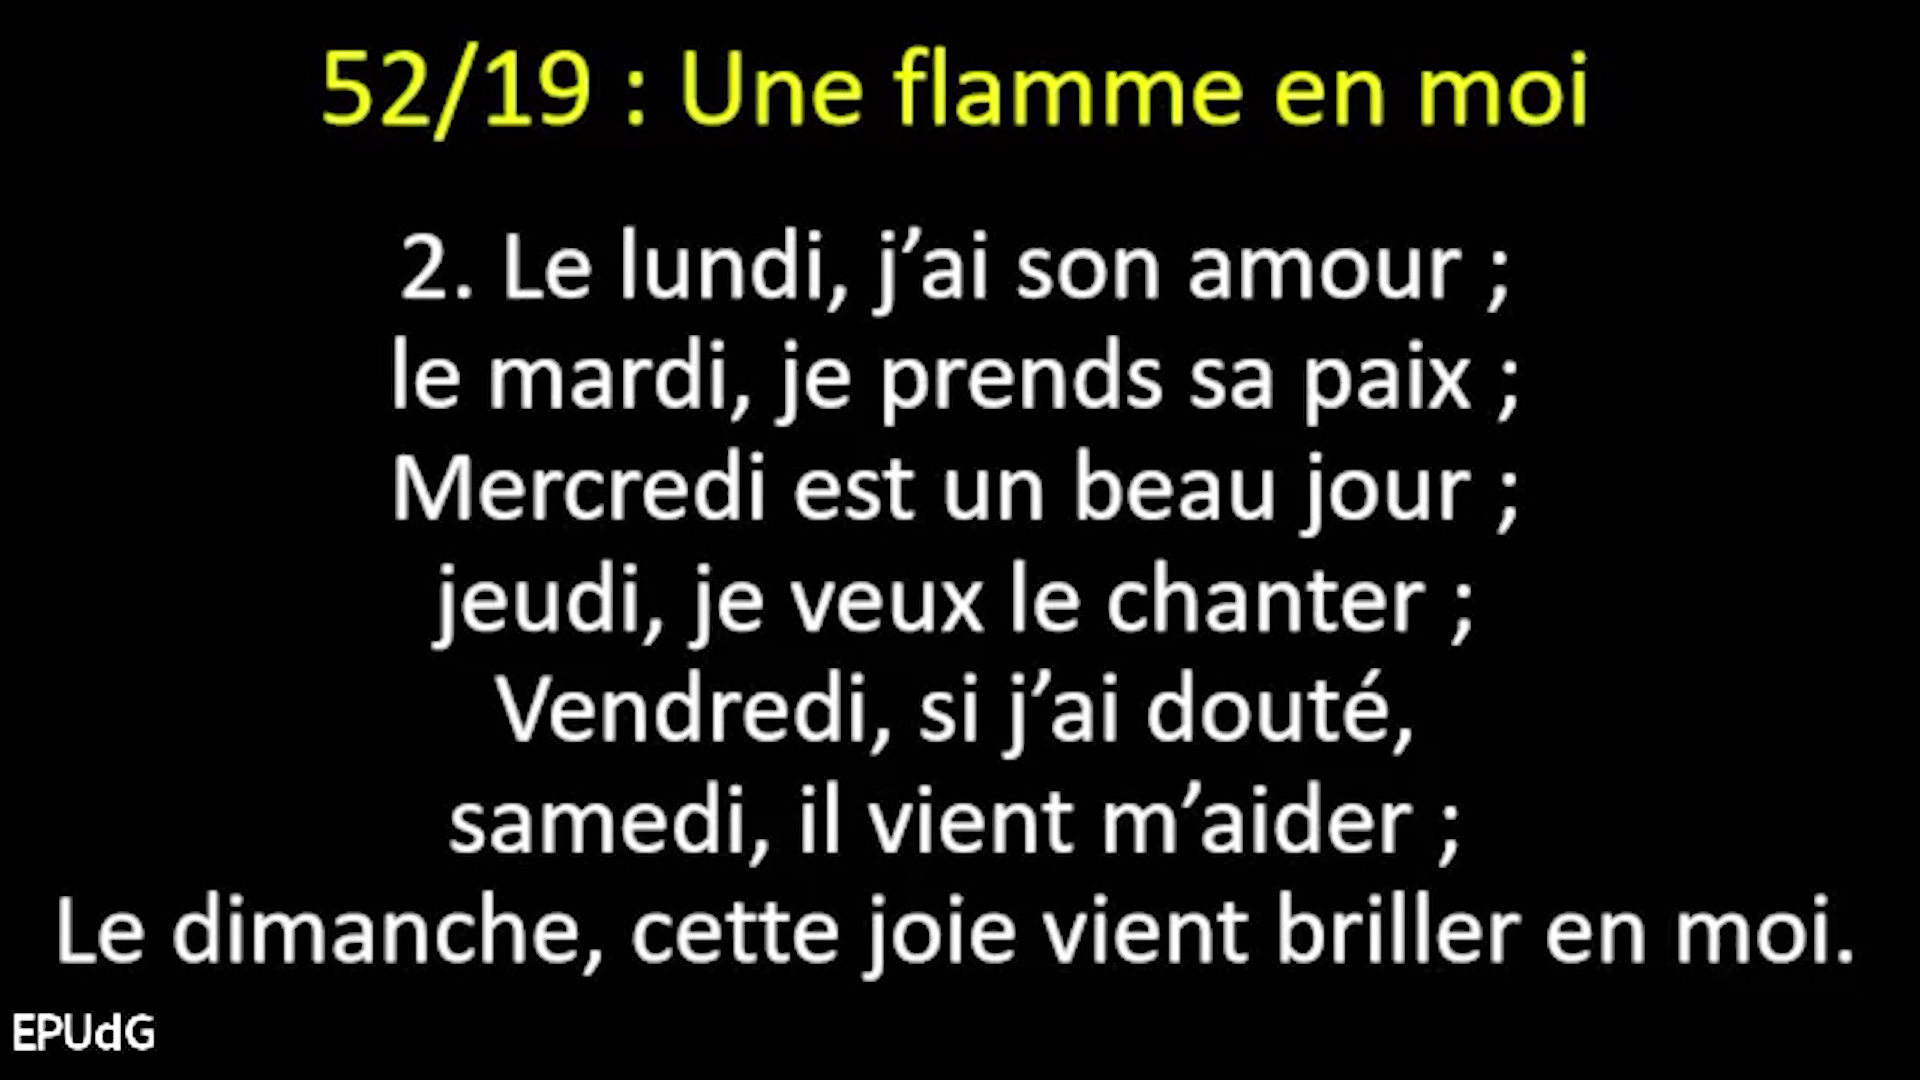 52/19 : Une flamme en moi
2. Le lundi, j’ai son amour ;
le mardi, je prends sa paix ;
Mercredi est un beau jour ;
jeudi, je veux le chanter ;
Vendredi, si j’ai douté,
samedi, il vient m’aider ;
Le dimanche, cette joie vient briller en moi.
EPUdG